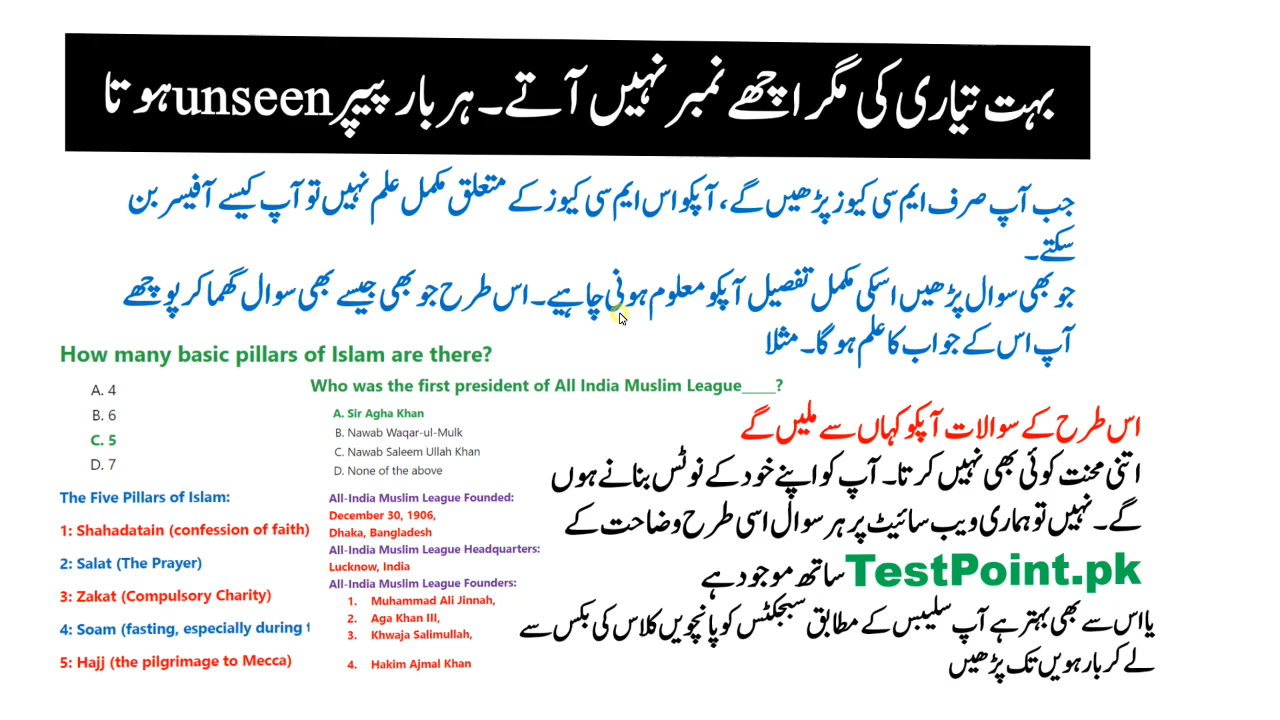 بہت تیاری کی مگر اچھے نمبر نہیں آتے۔ ہر بار پیپر unseen ہوتا
جب آپ صرف ایم سی کیوز پڑھیں گے، آپکو اس ایم سی کیوز کے متعلق مکمل علم نہیں تو آپ کیسے آفیسر بن
سکتے۔
جو بھی سوال پڑھیں اسکی مکمل تفصیل آپکو معلوم ہونی چاہیے۔ اس طرح جو بھی جیسے بھی سوال گھما کر پوچھے
آپ اس کے جواب کا علم ہو گا۔ مثلا
How many basic pillars of Islam are there?
A. 4
B. 6
C. 5
D. 7
The Five Pillars of Islam:
1: Shahadatain (confession of faith)
2: Salat (The Prayer)
3: Zakat (Compulsory Charity)
4: Soam (fasting, especially during
5: Hajj (the pilgrimage to Mecca)
Who was the first president of All India Muslim League____?
A. Sir Agha Khan
B. Nawab Waqar-ul-Mulk
C. Nawab Saleem Ullah Khan
D. None of the above
All-India Muslim League Founded:
December 30, 1906,
Dhaka, Bangladesh
All-India Muslim League Headquarters:
Lucknow, India
All-India Muslim League Founders:
1. Muhammad Ali Jinnah,
2. Aga Khan III,
3. Khwaja Salimullah,
4. Hakim Ajmal Khan
اس طرح کے سوالات آپکو کہاں سے ملیں گے
اتنی محنت کوئی بھی نہیں کرتا۔ آپ کو اپنے خود کے نوٹس بنانے ہوں
گے۔ نہیں تو ہماری ویب سائیٹ پر ہر سوال اسی طرح وضاحت کے
ساتھ موجود ہے TestPoint.pk
یا اس سے بھی بہتر ہے آپ سلیبس کے مطابق سبجکٹس کو پانچویں کلاس کی بکس سے
لے کر بارہویں تک پڑھیں